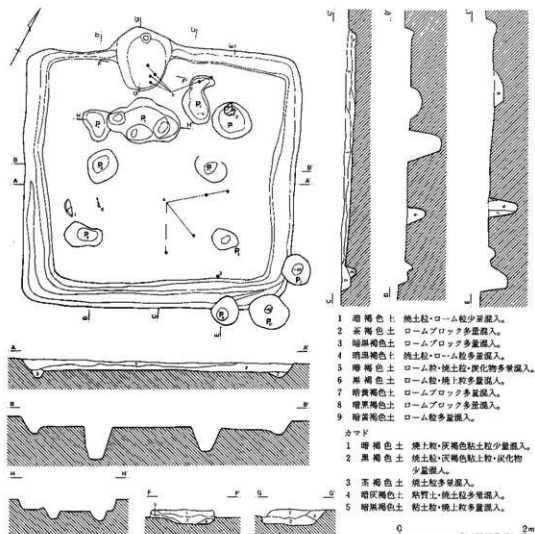 1 暗褐色土 焼土粒・ローム粒少量混入。
2 茶褐色土 ロームブロック多量混入。
3 暗黒褐色土 ロームブロック多量混入。
4 暗黒褐色土 焼土粒・ローム粒多量混入。
5 暗褐色土 ローム粒・焼土粒・炭化物多量混入。
6 黒褐色土 ローム粒・焼土粒多量混入。
7 暗黄褐色土 ロームブロック多量混入。
8 暗黒褐色土 ロームブロック多量混入。
9 暗黄褐色土 ローム粒多量混入。
カマド
1 暗褐色土 焼土粒・灰褐色粘土粒少量混入。
2 黒褐色土 焼土粒・灰褐色粘土粒・炭化物
少量混入。
3 茶褐色土 焼土粒多量混入。
4 暗灰褐色土 粘質土・焼土粒多量混入。
5 暗黒褐色土 粘土粒・焼土粒多量混入。
A A'
B B'
H H'
F F' G G'
0 2m